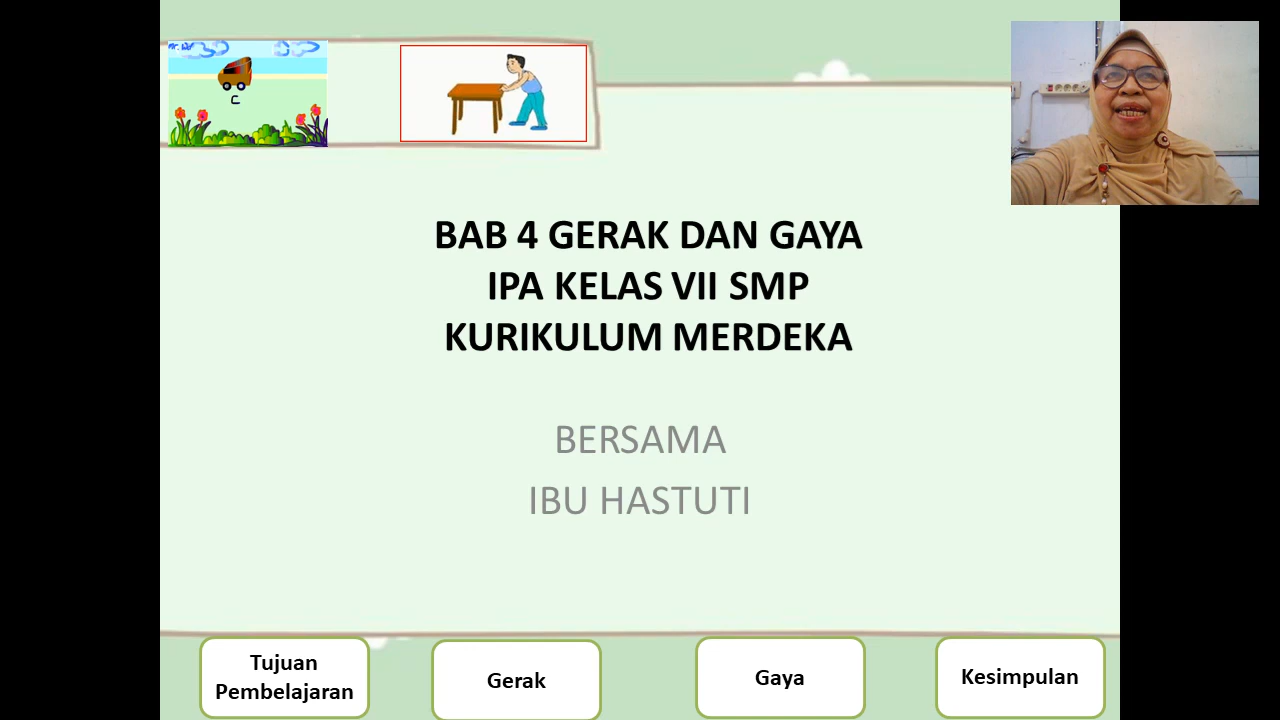 BAB 4 GERAK DAN GAYA
IPA KELAS VII SMP
KURIKULUM MERDEKA
BERSAMA
IBU HASTUTI
Tujuan
Pembelajaran
Gerak
Gaya
Kesimpulan